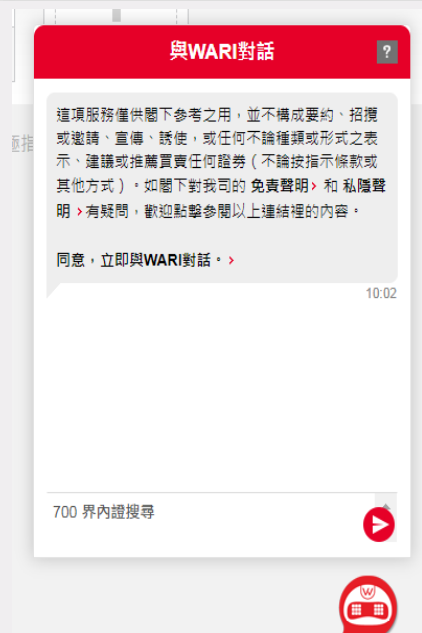 與WARI對話
?
極指
這項服務僅供閣下參考之用，並不構成要約、招攬
或邀請、宣傳、誘使，或任何不論種類或形式之表
示、建議或推薦買賣任何證券（不論按指示條款或
其他方式）。如閣下對我司的 免責聲明› 和 私隱聲
明 ›有疑問，歡迎點擊參閱以上連結裡的內容。
同意，立即與WARI對話。›
10:02
700 界內證搜尋
W